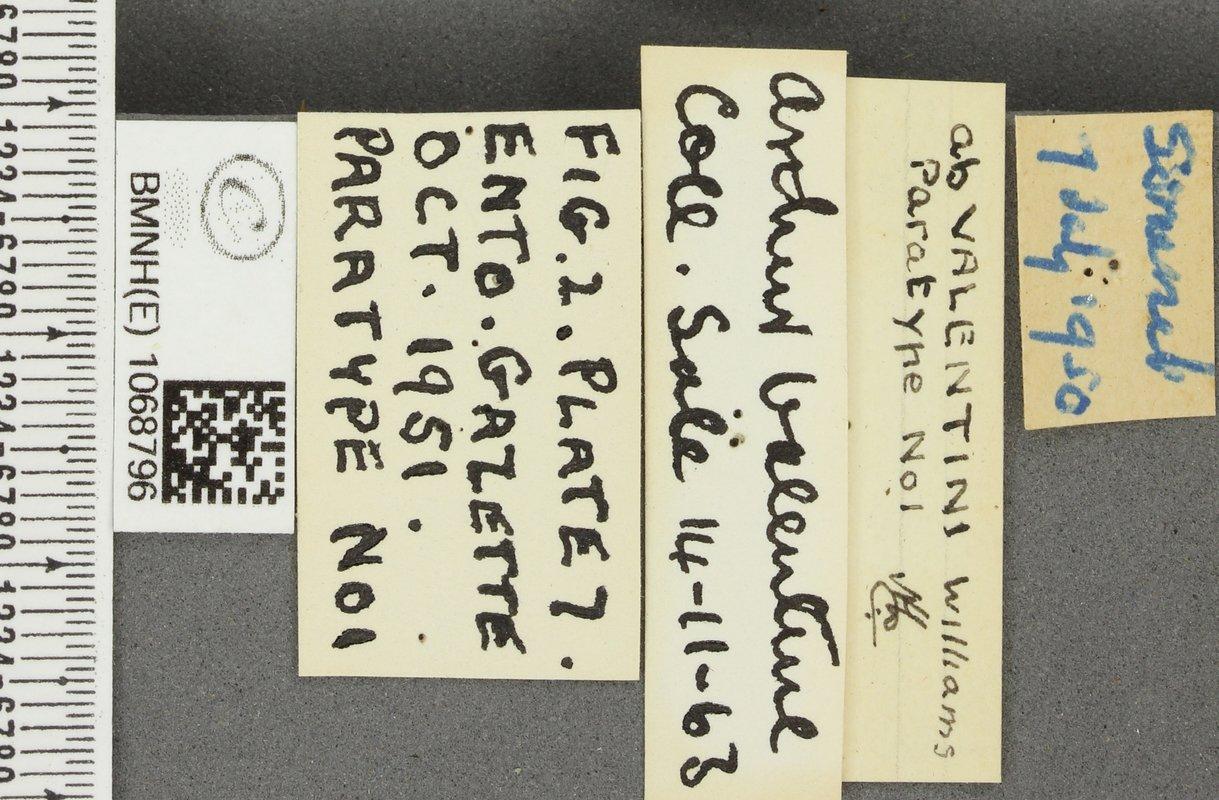 BMNH(E) 1068796
FIG.2.PLATE 7.
ENTO.GAZETTE
OCT.1951.
PARATYPE NO1
Arthur Valentine
Coll. Sale 14-11-63
ab VALENTINI Williams
Paratype No1
7 July 1950